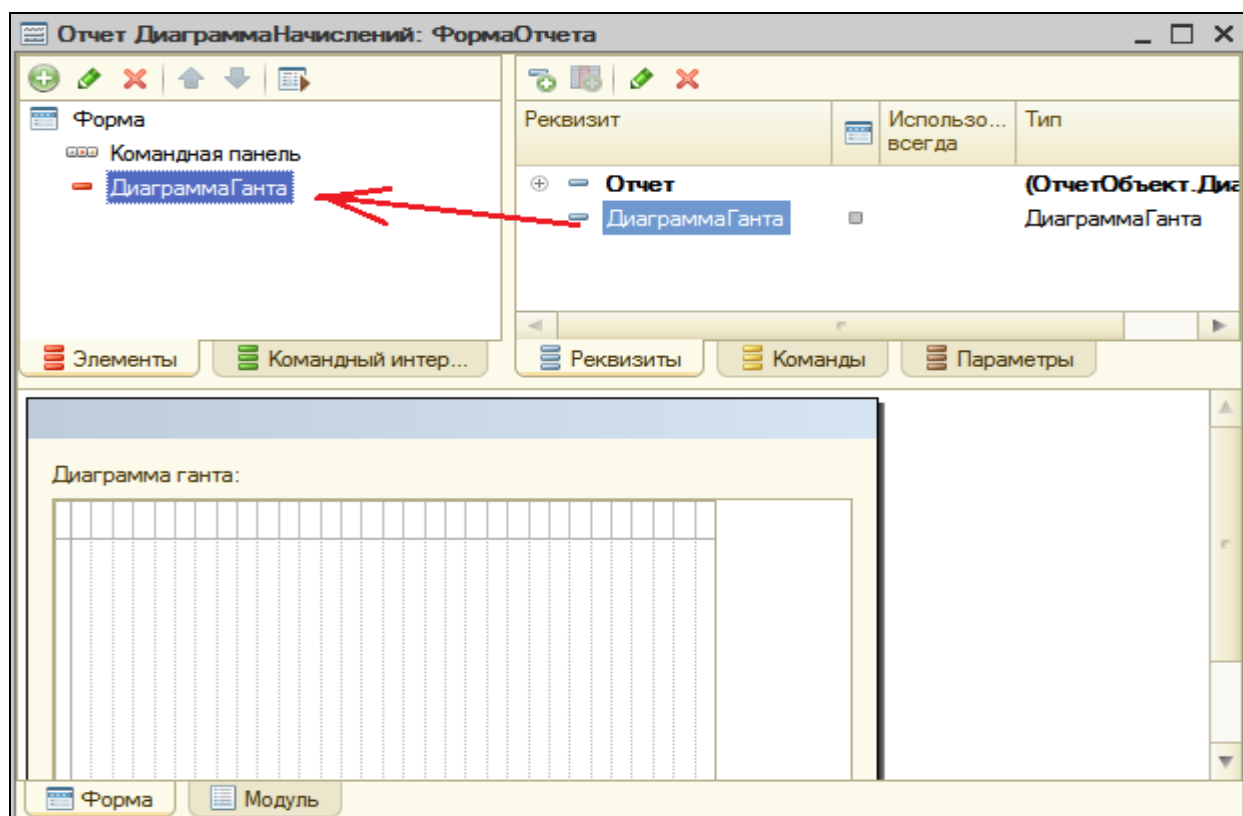 Отчет ДиаграммаНачислений: ФормаОтчета
Форма
Командная панель
ДиаграммаГанта
Реквизит
Использо...
всегда
Тип
Отчет
(ОтчетОбъект.Диа
ДиаграммаГанта
ДиаграммаГанта
Элементы
Командный интер...
Реквизиты
Команды
Параметры
Диаграмма ганта:
Форма
Модуль